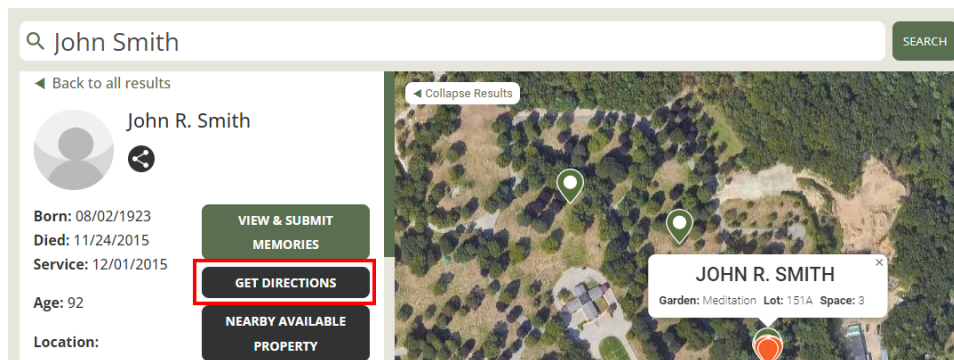 John Smith
SEARCH
◀ Back to all results
John R. Smith
Born: 08/02/1923
Died: 11/24/2015
Service: 12/01/2015
Age: 92
Location:
VIEW & SUBMIT
MEMORIES
GET DIRECTIONS
NEARBY AVAILABLE
PROPERTY
◀ Collapse Results
JOHN R. SMITH
×
Garden: Meditation Lot: 151A Space: 3